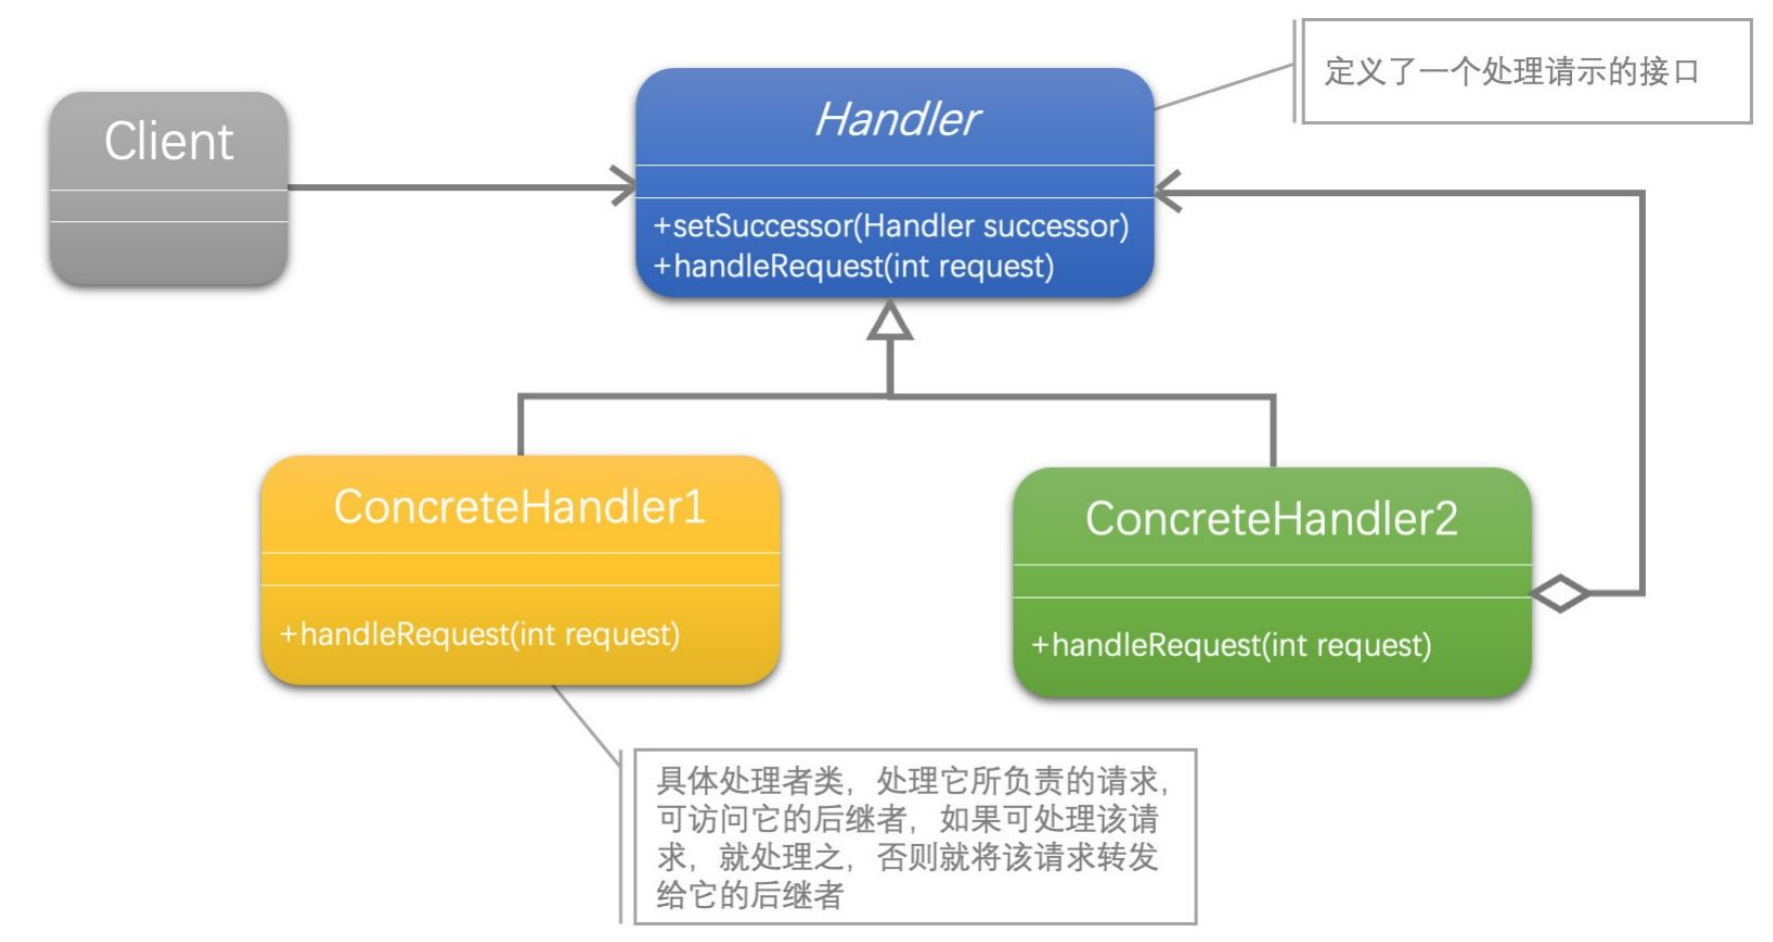 定义了一个处理请示的接口
Client
Handler
+setSuccessor(Handler successor)
+handleRequest(int request)
ConcreteHandler1
+handleRequest(int request)
ConcreteHandler2
+handleRequest(int request)
具体处理者类，处理它所负责的请求，
可访问它的后继者，如果可处理该请
求，就处理之，否则就将该请求转发
给它的后继者